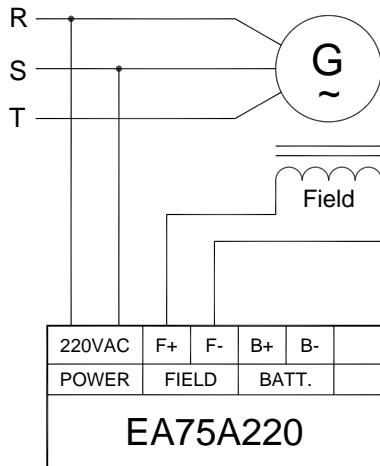 R
S
T
G
~
Field
220VAC F+ F- B+ B-
POWER FIELD BATT.
EA75A220